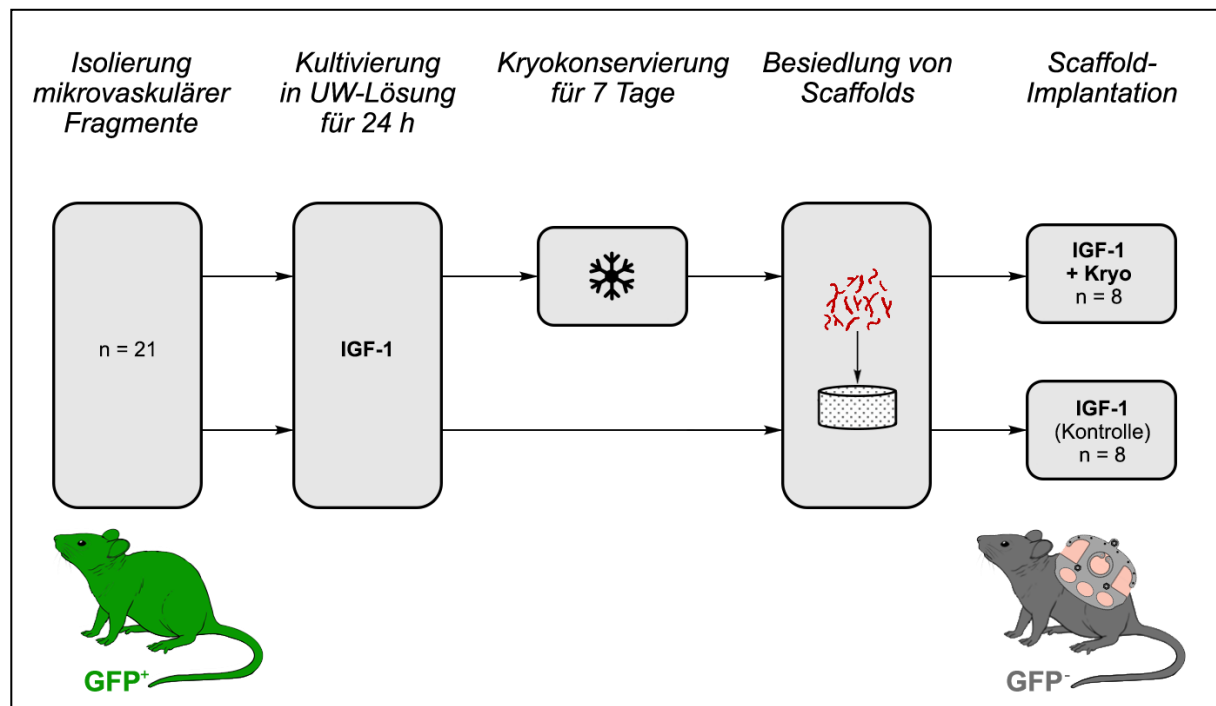 Isolierung
mikrovaskulärer
Fragmente
Kultivierung
in UW-Lösung
für 24 h
Kryokonservierung
für 7 Tage
Besiedlung von
Scaffolds
Scaffold-
Implantation
n = 21
IGF-1
IGF-1
+ Kryo
n = 8
IGF-1
(Kontrolle)
n = 8
GFP⁺
GFP⁻